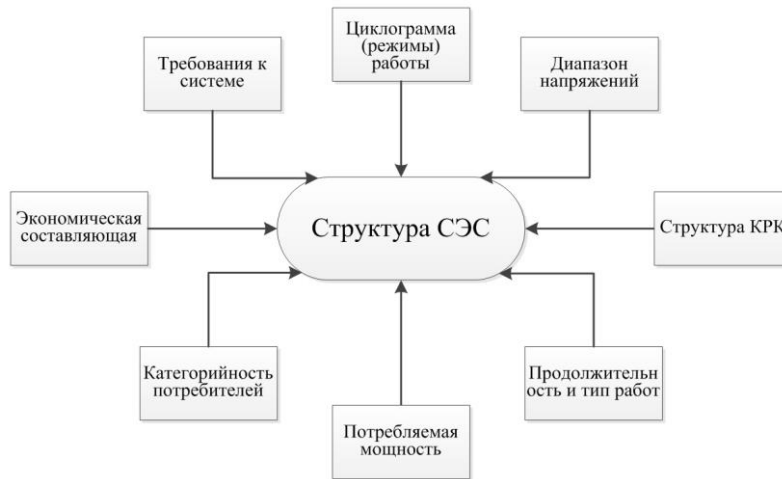 Циклограмма
(режимы)
работы
Требования к
системе
Диапазон
напряжений
Экономическая
составляющая
Структура СЭС
Структура КРК
Категорийность
потребителей
Продолжительн
ость и тип работ
Потребляемая
мощность